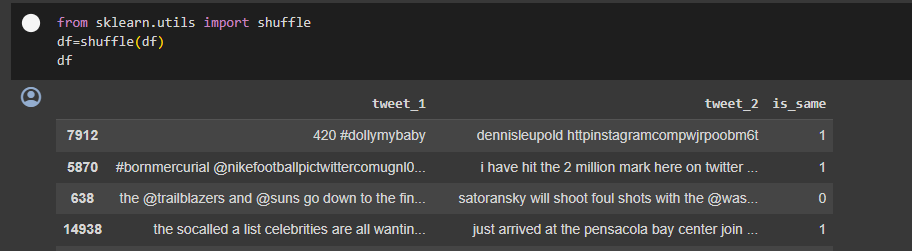 from sklearn.utils import shuffle
df=shuffle(df)
df
tweet_1 tweet_2 is_same
7912 420 #dollymybaby dennisleupold httpinstagramcompwjrpoobm6t 1
5870 #bornmercurial @nikefootballpictwittercomugnl0... i have hit the 2 million mark here on twitter ... 1
638 the @trailblazers and @suns go down to the fin... satoransky will shoot foul shots with the @was... 0
14938 the socalled a list celebrities are all wantin... just arrived at the pensacola bay center join ... 1